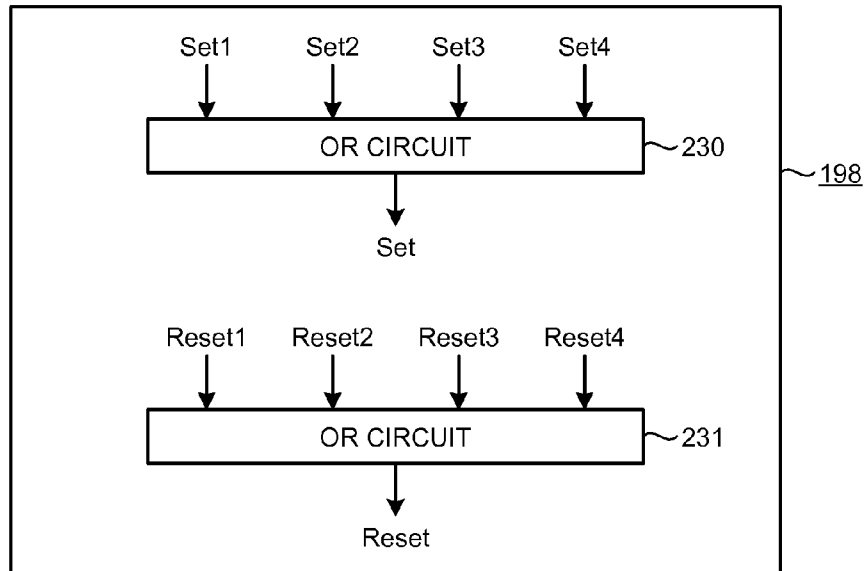 Set1 Set2 Set3 Set4
OR CIRCUIT 230
198
Set
Reset1 Reset2 Reset3 Reset4
OR CIRCUIT 231
Reset